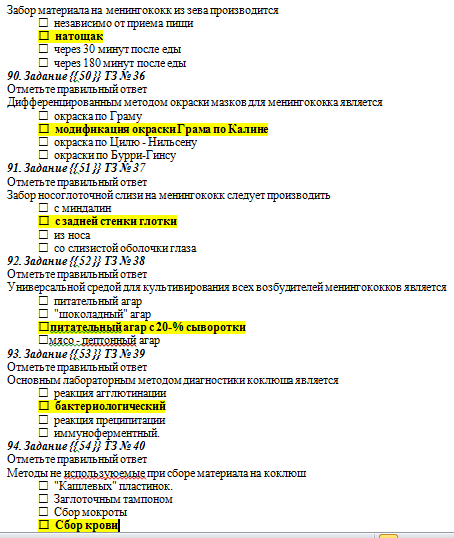 Забор материала на менингококк из зева производится
☐ независимо от приема пищи
☐ натощак
☐ через 30 минут после еды
☐ через 180 минут после еды
90. Задание {{50}} ТЗ № 36
Отметьте правильный ответ
Дифференцированным методом окраски мазков для менингококка является
☐ окраска по Граму
☐ модификация окраски Грама по Калине
☐ окраска по Цилю - Нильсену
☐ окраски по Бурри-Гинсу
91. Задание {{51}} ТЗ № 37
Отметьте правильный ответ
Забор носоглоточной слизи на менингококк следует производить
☐ с миндалин
☐ с задней стенки глотки
☐ из носа
☐ со слизистой оболочки глаза
92. Задание {{52}} ТЗ № 38
Отметьте правильный ответ
Универсальной средой для культивирования всех возбудителей менингококков является
☐ питательный агар
☐ "шоколадный" агар
☐питательный агар с 20-% сыворотки
☐мясо - пептонный агар
93. Задание {{53}} ТЗ № 39
Отметьте правильный ответ
Основным лабораторным методом диагностики коклюша является
☐ реакция агглютинации
☐ бактериологический
☐ реакция преципитации
☐ иммуноферментный.
94. Задание {{54}} ТЗ № 40
Отметьте правильный ответ
Методы не используюемые при сборе материала на коклюш
☐ "Кашлевых" пластинок.
☐ Заглоточным тампоном
☐ Сбор мокроты
☐ Сбор крови